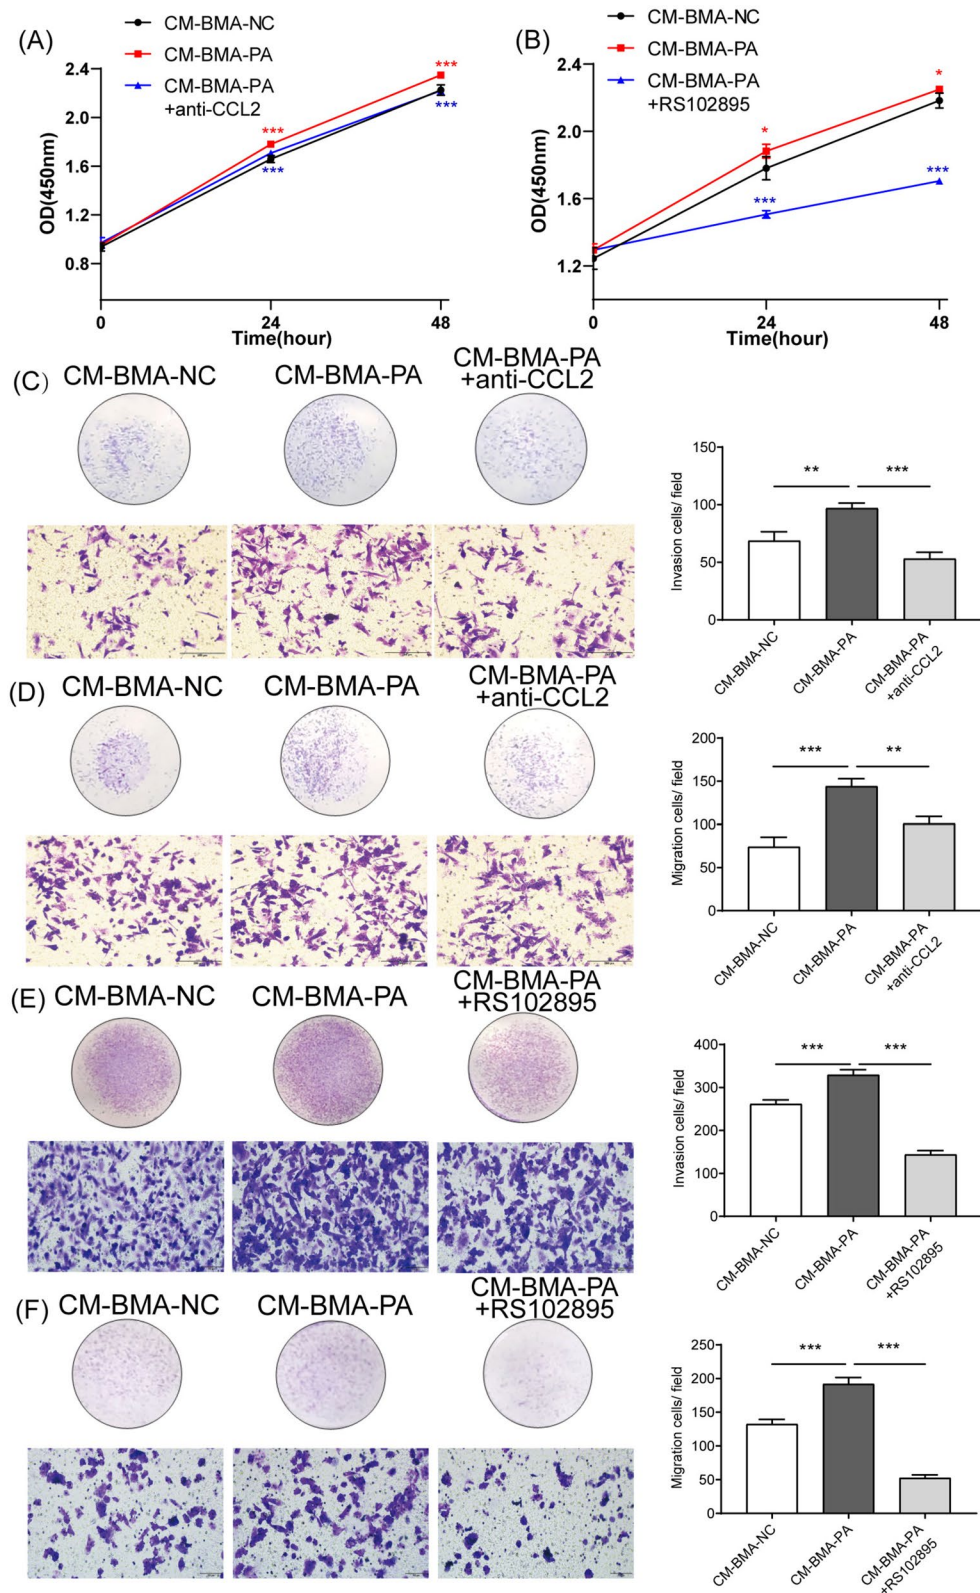 (A)
CM-BMA-NC
CM-BMA-PA
CM-BMA-PA
+anti-CCL2
OD(450nm)
2.4
2.0
1.6
1.2
0.8
***
***
***
***
0
24
48
Time(hour)
(B)
CM-BMA-NC
CM-BMA-PA
CM-BMA-PA
+RS102895
OD(450nm)
2.4
2.0
1.6
1.2
*
*
***
***
0
24
48
Time(hour)
(C)
CM-BMA-NC
CM-BMA-PA
CM-BMA-PA
+anti-CCL2
Invasion cells/ field
150
100
50
0
**
***
CM-BMA-NC
CM-BMA-PA
CM-BMA-PA
+anti-CCL2
(D)
CM-BMA-NC
CM-BMA-PA
CM-BMA-PA
+anti-CCL2
Migration cells/ field
200
150
100
50
0
***
**
CM-BMA-NC
CM-BMA-PA
CM-BMA-PA
+anti-CCL2
(E)
CM-BMA-NC
CM-BMA-PA
CM-BMA-PA
+RS102895
Invasion cells/ field
400
300
200
100
0
***
***
CM-BMA-NC
CM-BMA-PA
CM-BMA-PA
+RS102895
(F)
CM-BMA-NC
CM-BMA-PA
CM-BMA-PA
+RS102895
Migration cells/ field
250
200
150
100
50
0
***
***
CM-BMA-NC
CM-BMA-PA
CM-BMA-PA
+RS102895